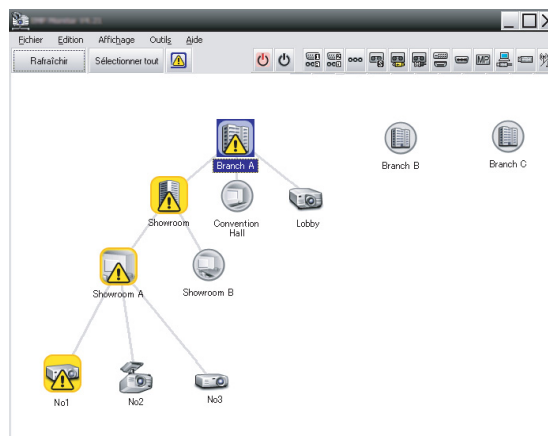 Fichier Edition Affichage Outils Aide
Rafraîchir Sélectionner tout
Branch A
Branch B
Branch C
Showroom
Convention
Hall
Lobby
Showroom A
Showroom B
No1
No2
No3